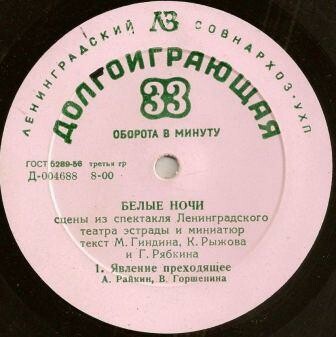 ЛЕНИНГРАДСКИЙ ЛЗ СОВНАРХОЗ·УХП
ДОЛГОИГРАЮЩАЯ
33
ОБОРОТА В МИНУТУ
ГОСТ 5289-56 третья гр
Д-004688 8-00
БЕЛЫЕ НОЧИ
сцены из спектакля Ленинградского
театра эстрады и миниатюр
текст М. Гиндина, К. Рыжова
и Г. Рябкина
1. Явление преходящее
А. Райкин, В. Горшенина